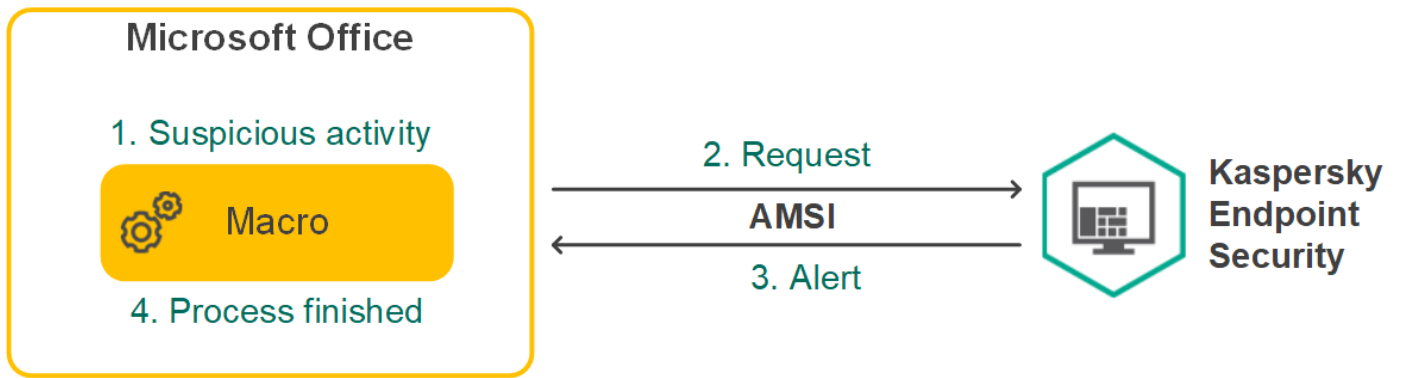 Microsoft Office
1. Suspicious activity
Macro
4. Process finished
2. Request
AMSI
3. Alert
Kaspersky
Endpoint
Security